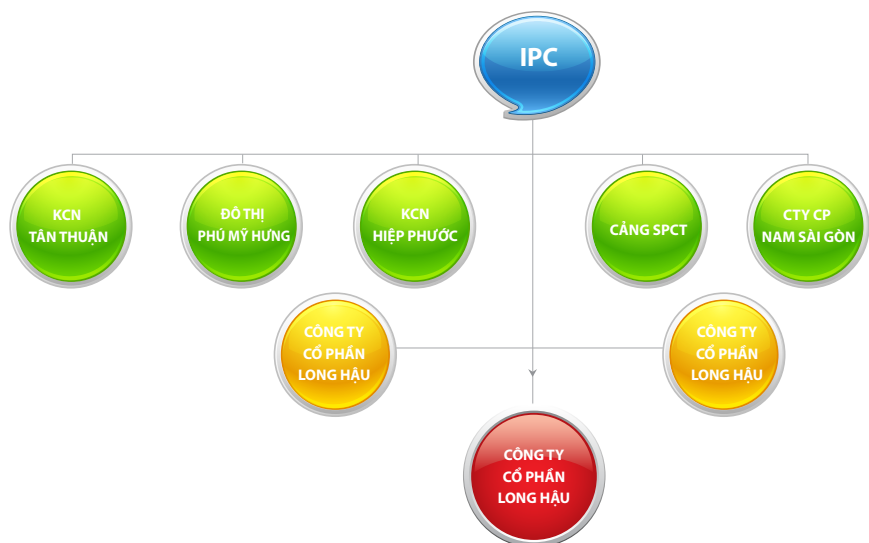 IPC
KCN
TÂN THUẬN
ĐÔ THỊ
PHÚ MỸ HƯNG
KCN
HIỆP PHƯỚC
CẢNG SPCT
CTY CP
NAM SÀI GÒN
CÔNG TY
CỔ PHẦN
LONG HẬU
CÔNG TY
CỔ PHẦN
LONG HẬU
CÔNG TY
CỔ PHẦN
LONG HẬU